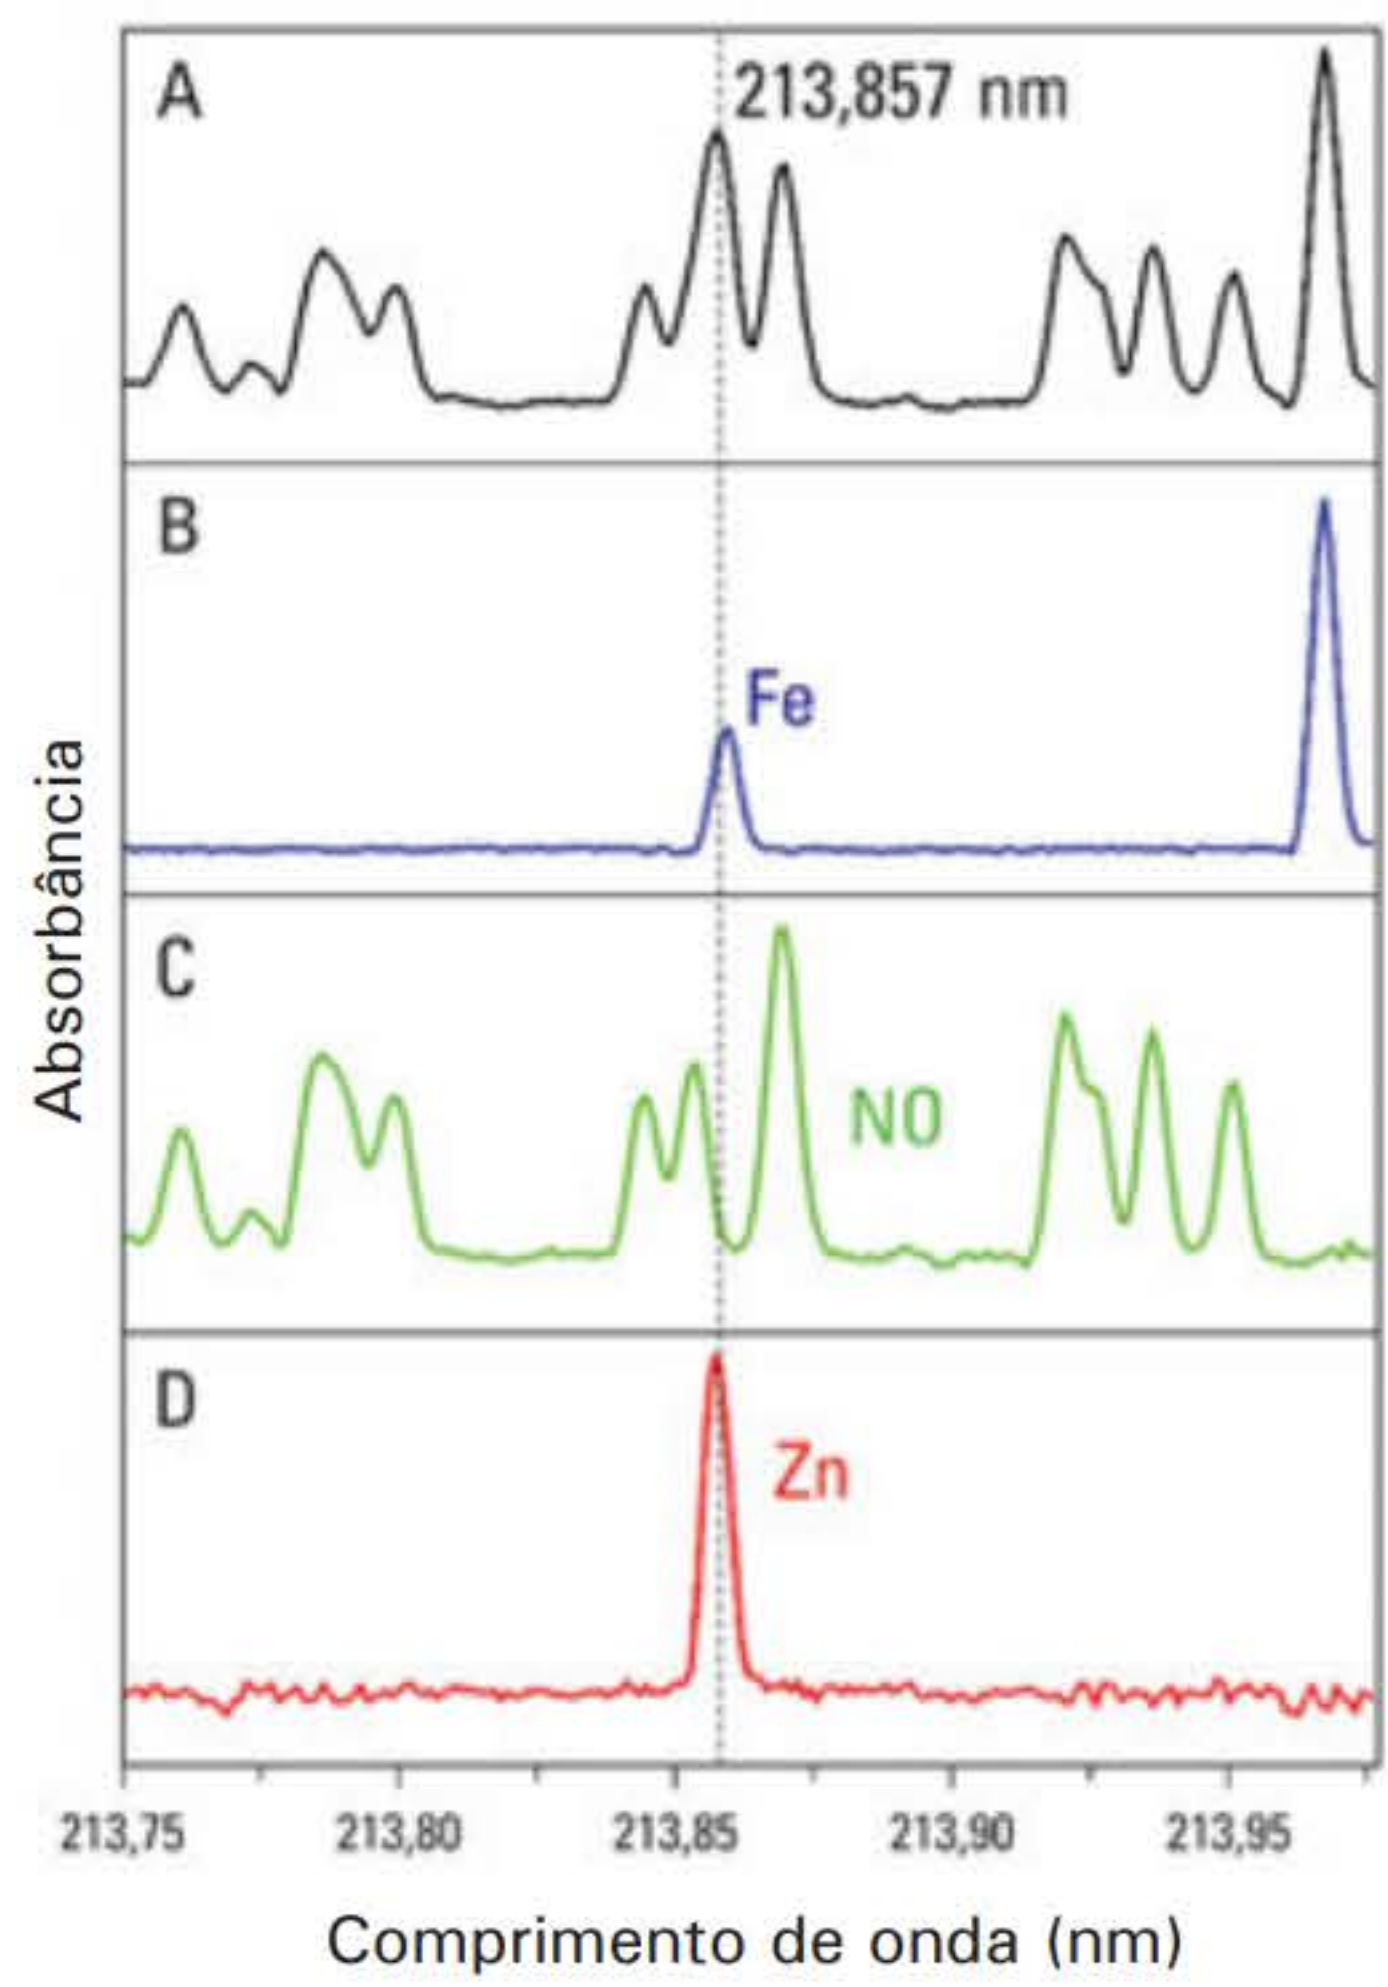 A
213,857 nm
B
Fe
Absorbância
C
NO
D
Zn
213,75 213,80 213,85 213,90 213,95
Comprimento de onda (nm)